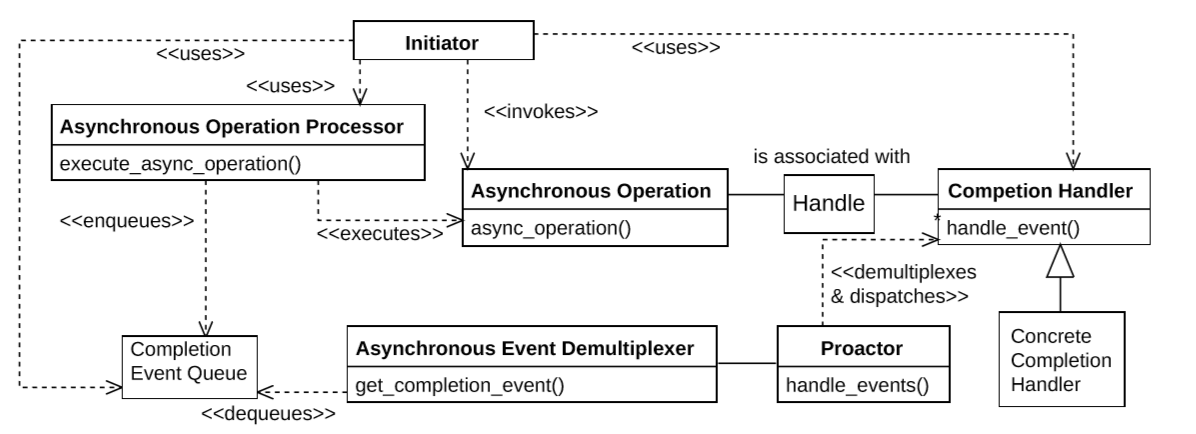 Initiator
<<uses>>
<<uses>>
<<uses>>
<<invokes>>
Asynchronous Operation Processor
execute_async_operation()
is associated with
Asynchronous Operation
async_operation()
Handle
Competion Handler
*
handle_event()
<<enqueues>>
<<executes>>
<<demultiplexes
& dispatches>>
Completion
Event Queue
Asynchronous Event Demultiplexer
get_completion_event()
Proactor
handle_events()
Concrete
Completion
Handler
<<dequeues>>